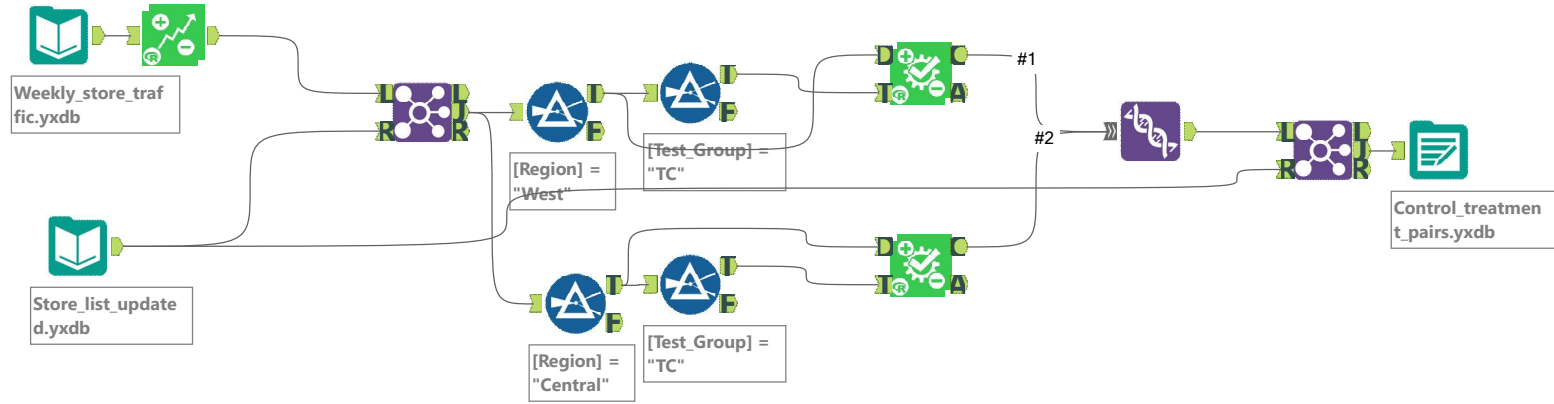 Weekly_store_traf
fic.yxdb
L
R
L
J
R
T
F
[Region] =
"West"
T
F
[Test_Group] =
"TC"
D
T
C
A
#1
#2
L
R
L
J
R
Control_treatmen
t_pairs.yxdb
Store_list_update
d.yxdb
T
F
[Region] =
"Central"
T
F
[Test_Group] =
"TC"
D
T
C
A
R
R
R